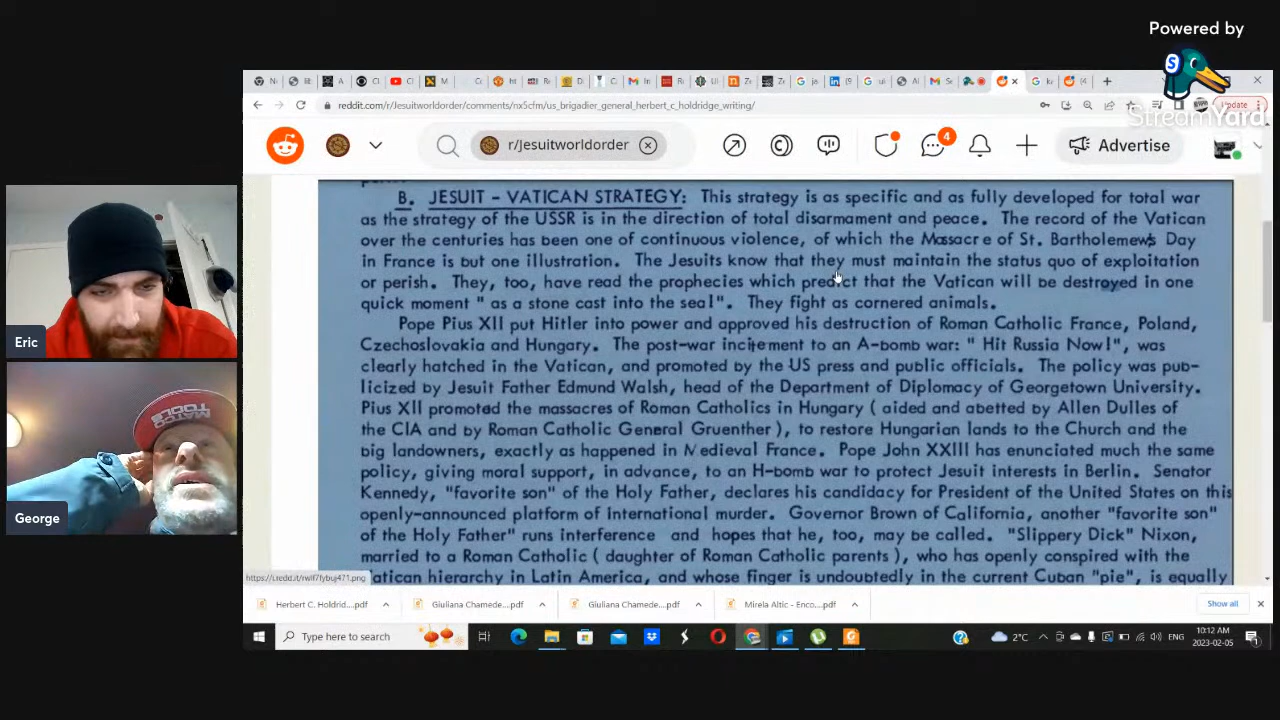 Powered by
StreamYard
reddit.com/r/Jesuitworldorder/comments/nx5cfm/us_brigadier_general_herbert_c_holdridge_writing/
Update
r/Jesuitworldorder
4
Advertise
B. JESUIT - VATICAN STRATEGY: This strategy is as specific and as fully developed for total war
as the strategy of the USSR is in the direction of total disarmament and peace. The record of the Vatican
over the centuries has been one of continuous violence, of which the Massacre of St. Bartholemew's Day
in France is but one illustration. The Jesuits know that they must maintain the status quo of exploitation
or perish. They, too, have read the prophecies which predict that the Vatican will be destroyed in one
quick moment " as a stone cast into the sea!". They fight as cornered animals.
Pope Pius XII put Hitler into power and approved his destruction of Roman Catholic France, Poland,
Czechoslovakia and Hungary. The post-war incitement to an A-bomb war: " Hit Russia Now!", was
clearly hatched in the Vatican, and promoted by the US press and public officials. The policy was pub-
licized by Jesuit Father Edmund Walsh, head of the Department of Diplomacy of Georgetown University.
Pius XII promoted the massacres of Roman Catholics in Hungary ( aided and abetted by Allen Dulles of
the CIA and by Roman Catholic General Gruenther ), to restore Hungarian lands to the Church and the
big landowners, exactly as happened in Medieval France. Pope John XXIII has enunciated much the same
policy, giving moral support, in advance, to an H-bomb war to protect Jesuit interests in Berlin. Senator
Kennedy, "favorite son" of the Holy Father, declares his candidacy for President of the United States on this
openly-announced platform of international murder. Governor Brown of California, another "favorite son"
of the Holy Father" runs interference and hopes that he, too, may be called. "Slippery Dick" Nixon,
married to a Roman Catholic ( daughter of Roman Catholic parents ), who has openly conspired with the
Vatican hierarchy in Latin America, and whose finger is undoubtedly in the current Cuban "pie", is equally
Eric
George
MATCO
TOOLS
https://i.redd.it/rwlf7fybuj471.png
Herbert C. Holdrid....pdf
Giuliana Chamede....pdf
Giuliana Chamede....pdf
Mirela Altic - Enco....pdf
Show all
Type here to search
2°C
ENG
10:12 AM
2023-02-05